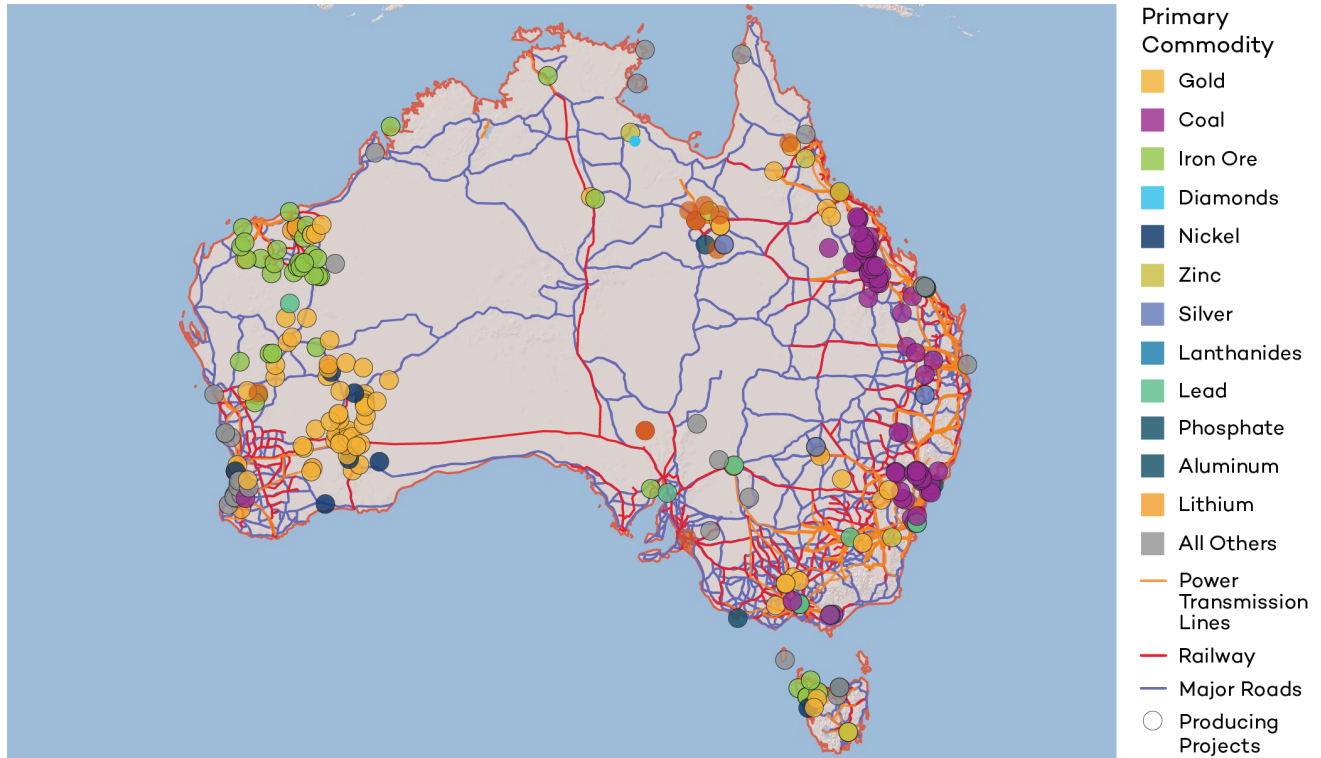 Primary
Commodity
Gold
Coal
Iron Ore
Diamonds
Nickel
Zinc
Silver
Lanthanides
Lead
Phosphate
Aluminum
Lithium
All Others
Power
Transmission
Lines
Railway
Major Roads
Producing
Projects